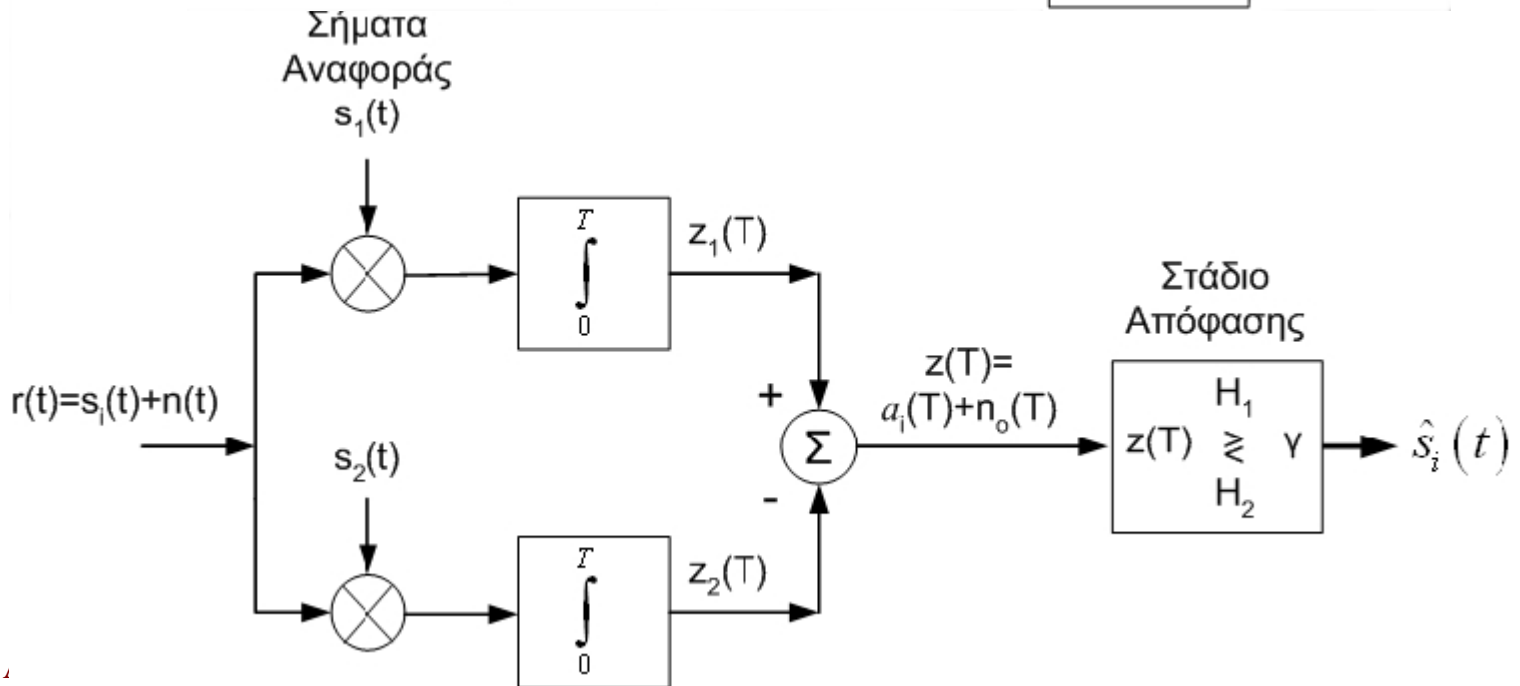 Σήματα
Αναφοράς
s₁(t)
T
∫
0
z₁(T)
Στάδιο
Απόφασης
r(t)=sᵢ(t)+n(t)
+
z(T)=
aᵢ(T)+nₒ(T)
H₁
z(T) ≷ γ
H₂
ŝᵢ(t)
Σ
s₂(t)
-
T
∫
0
z₂(T)